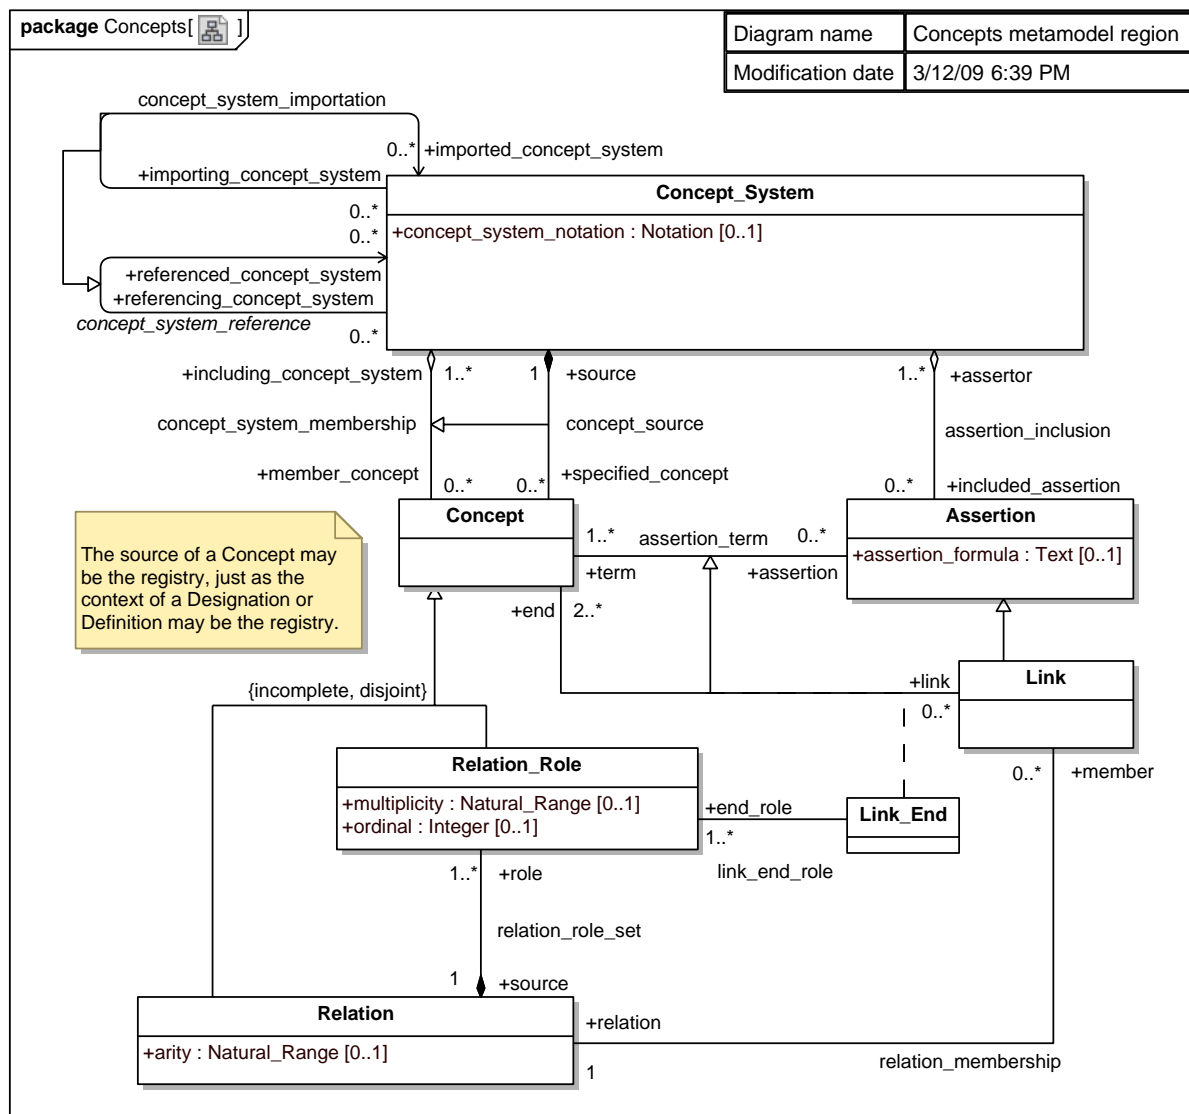 package Concepts[ ]
Diagram name
Concepts metamodel region
Modification date
3/12/09 6:39 PM
concept_system_importation
0..*
+imported_concept_system
+importing_concept_system
0..*
Concept_System
+concept_system_notation : Notation [0..1]
0..*
+referenced_concept_system
+referencing_concept_system
concept_system_reference
0..*
+including_concept_system
1..*
1
+source
1..*
+assertor
concept_system_membership
concept_source
assertion_inclusion
+member_concept
0..*
0..*
+specified_concept
0..*
+included_assertion
Concept
Assertion
+assertion_formula : Text [0..1]
1..*
assertion_term
0..*
+term
+assertion
The source of a Concept may
be the registry, just as the
context of a Designation or
Definition may be the registry.
+end
2..*
{incomplete, disjoint}
+link
0..*
Link
Relation_Role
+multiplicity : Natural_Range [0..1]
+ordinal : Integer [0..1]
0..*
+member
+end_role
1..*
link_end_role
Link_End
1..*
+role
relation_role_set
1
+source
Relation
+arity : Natural_Range [0..1]
+relation
1
relation_membership